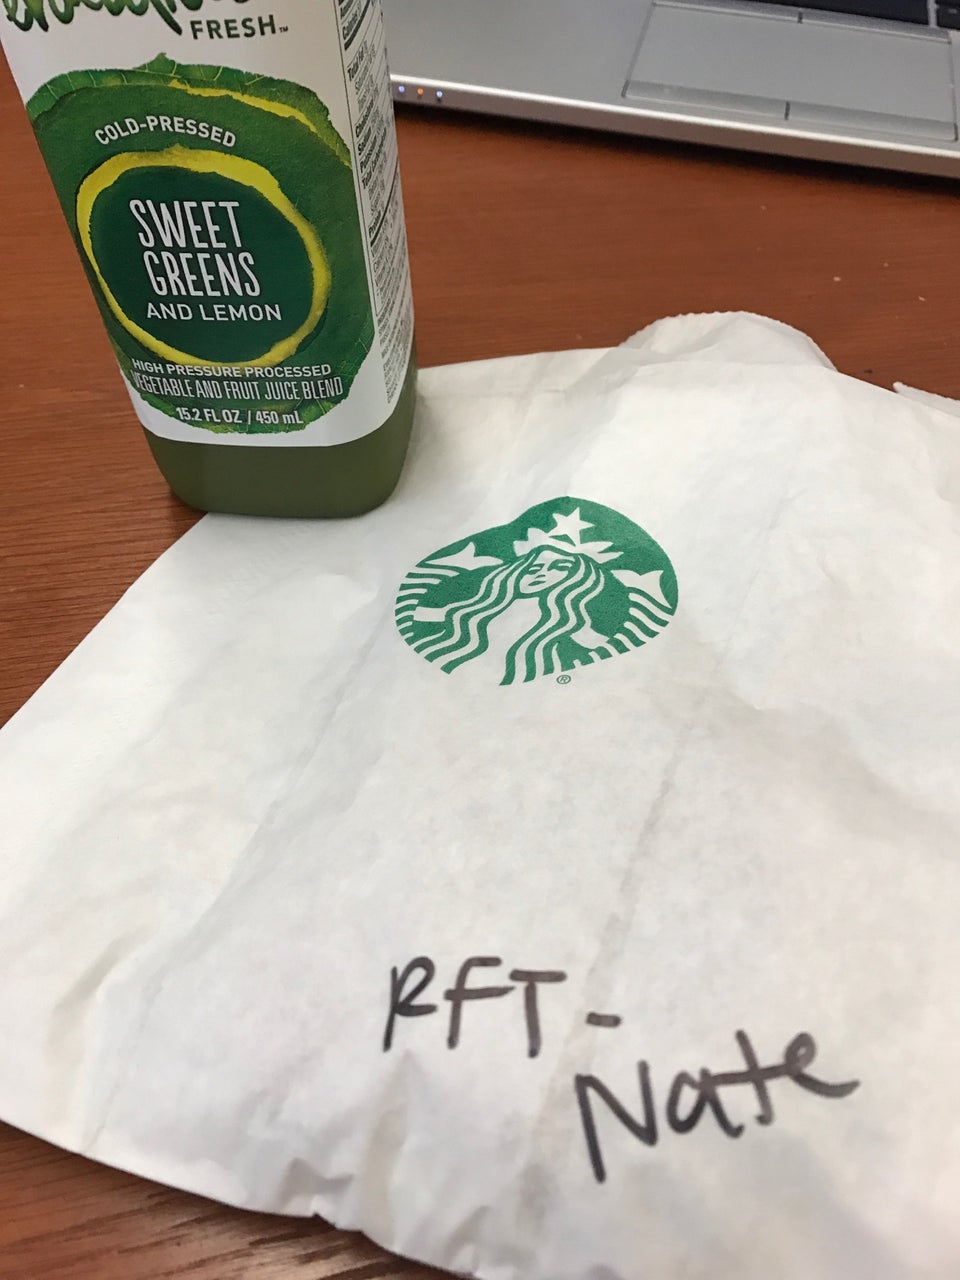 FRESH™
COLD-PRESSED
SWEET
GREENS
AND LEMON
HIGH PRESSURE PROCESSED
VEGETABLE AND FRUIT JUICE BLEND
15.2 FL OZ / 450 mL
®
RFT-
Nate